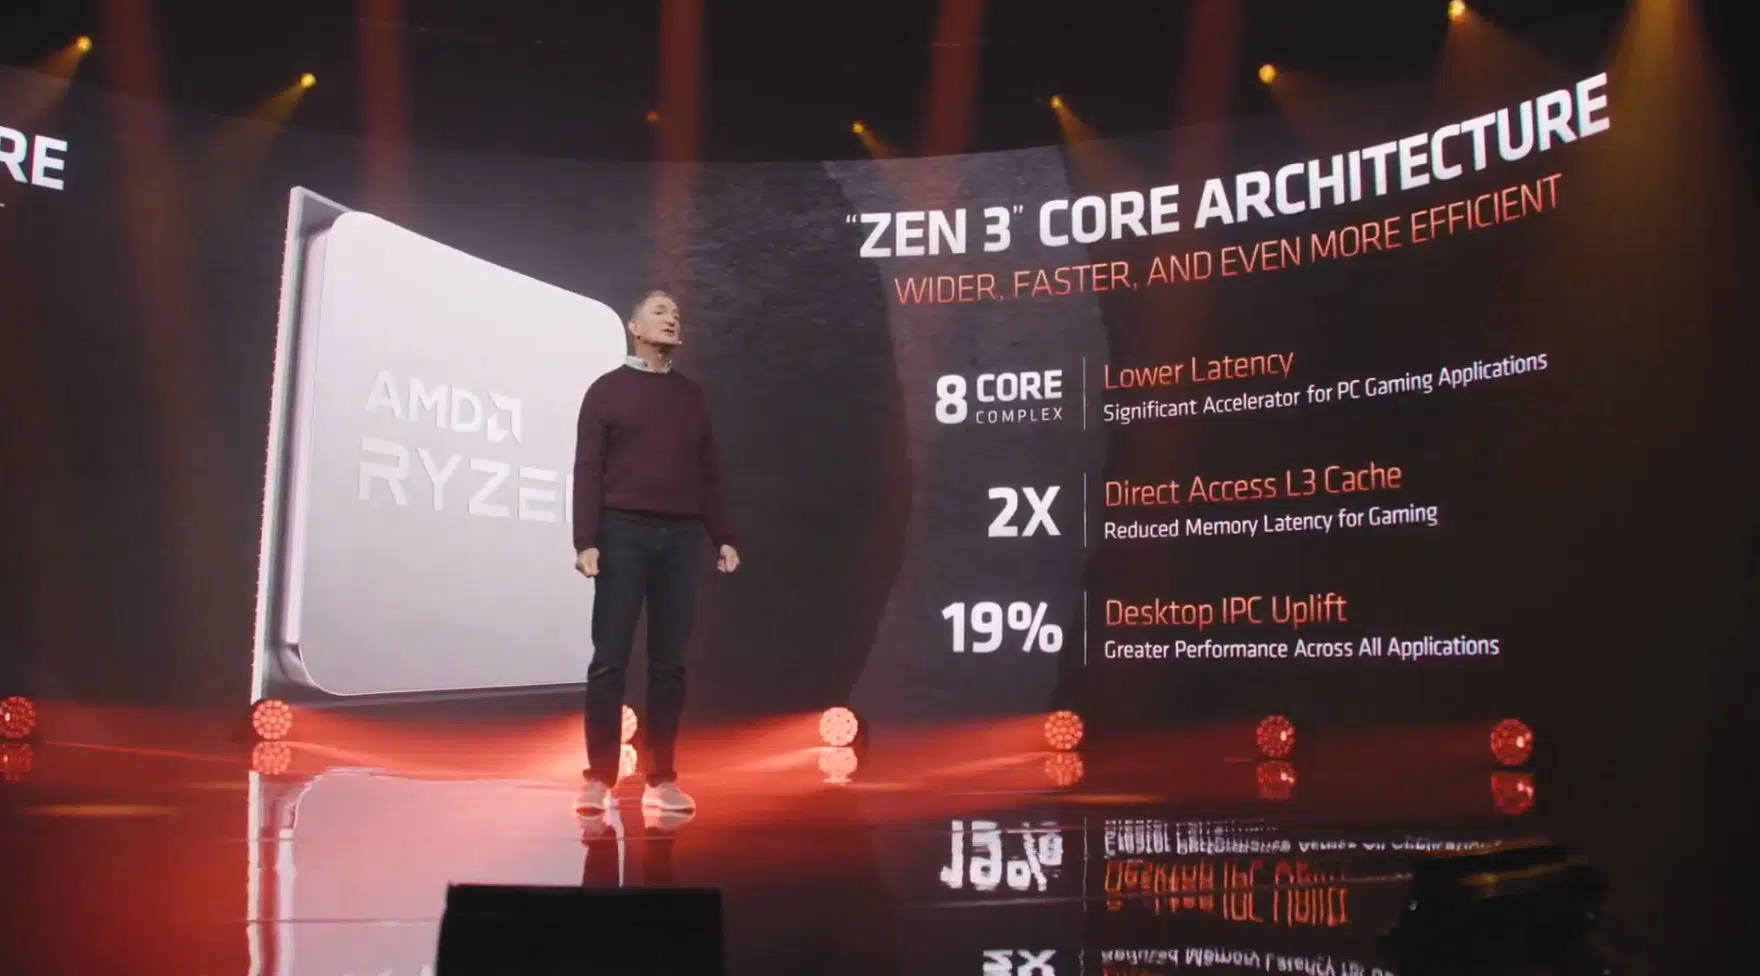 RE
"ZEN 3" CORE ARCHITECTURE
WIDER, FASTER, AND EVEN MORE EFFICIENT
AMD
RYZE
8 CORE
COMPLEX
Lower Latency
Significant Accelerator for PC Gaming Applications
2X
Direct Access L3 Cache
Reduced Memory Latency for Gaming
19%
Desktop IPC Uplift
Greater Performance Across All Applications